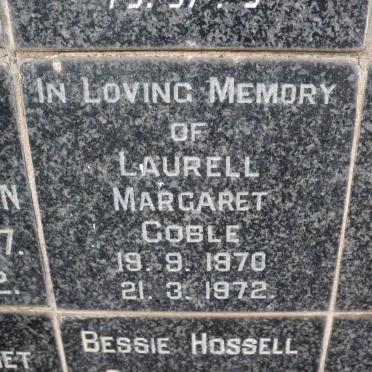 IN LOVING MEMORY
OF
LAURELL
MARGARET
COBLE
19. 9. 1970
21. 3. 1972.
BESSIE HOSSELL